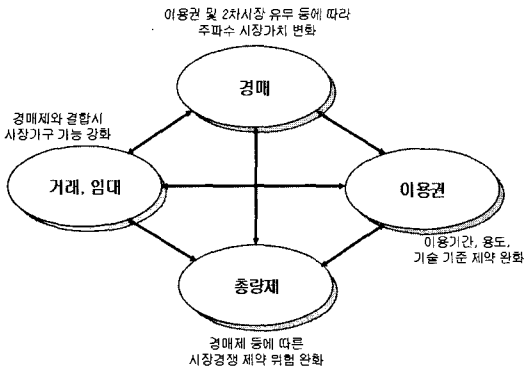 이용권 및 2차시장 유무 등에 따라
주파수 시장가치 변화
경매
경매제와 결합시
시장가구 기능 강화
거래, 임대
이용권
이용기간, 용도,
기술 기준 제약 완화
총량제
경매제 등에 따른
시장경쟁 제약 위험 완화